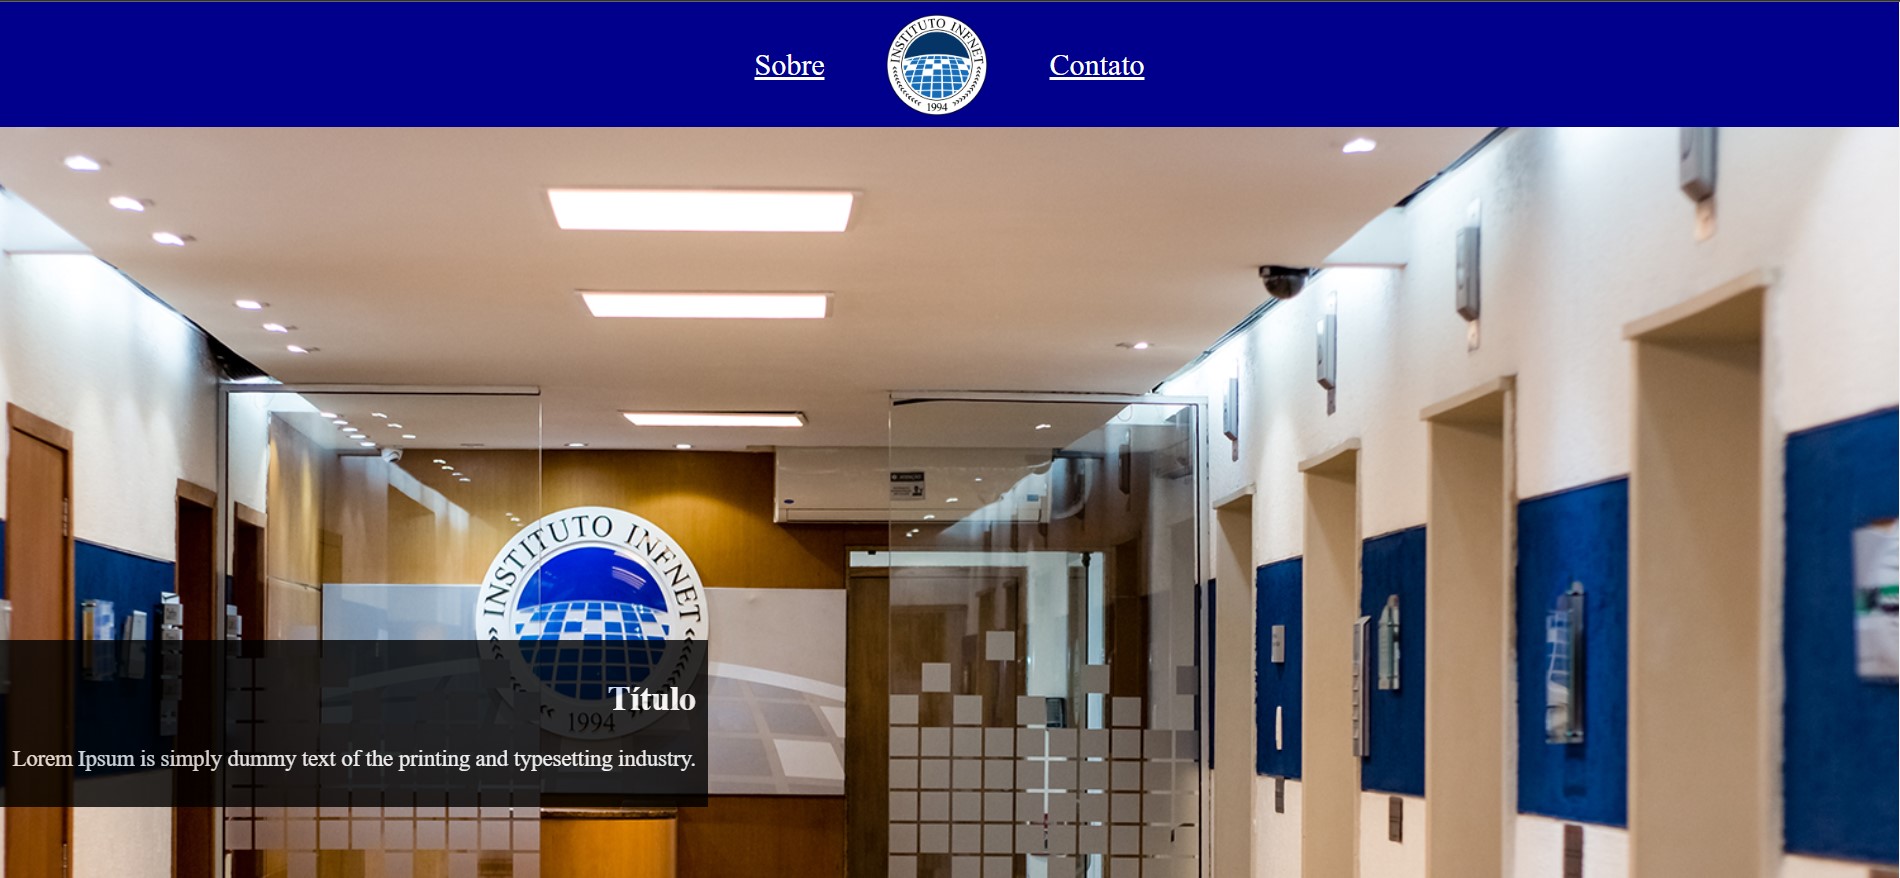 Sobre
INSTITUTO INFNET
1994
Contato
INSTITUTO INFNET
1994
Título
Lorem Ipsum is simply dummy text of the printing and typesetting industry.